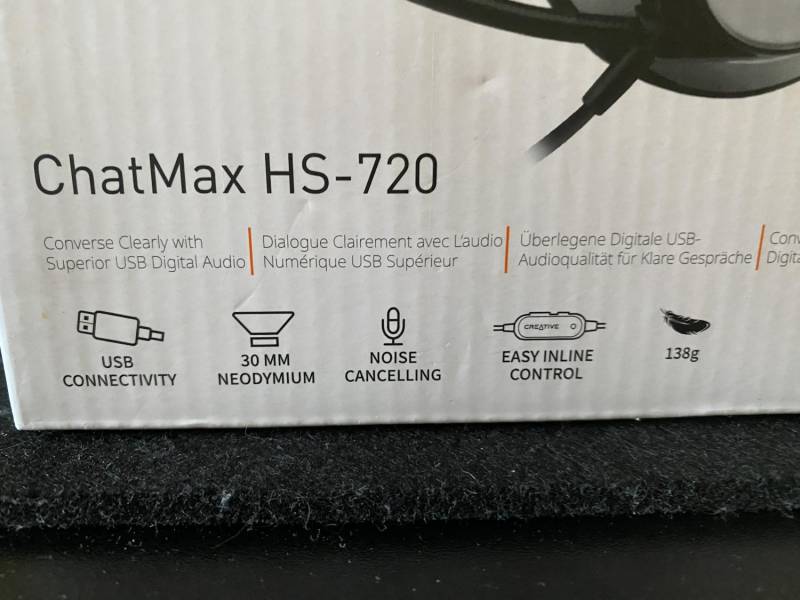 ChatMax HS-720
Converse Clearly with
Superior USB Digital Audio
Dialogue Clairement avec L'audio
Numérique USB Supérieur
Überlegene Digitale USB-
Audioqualität für Klare Gespräche
USB
CONNECTIVITY
30 MM
NEODYMIUM
NOISE
CANCELLING
CREATIVE
EASY INLINE
CONTROL
138g